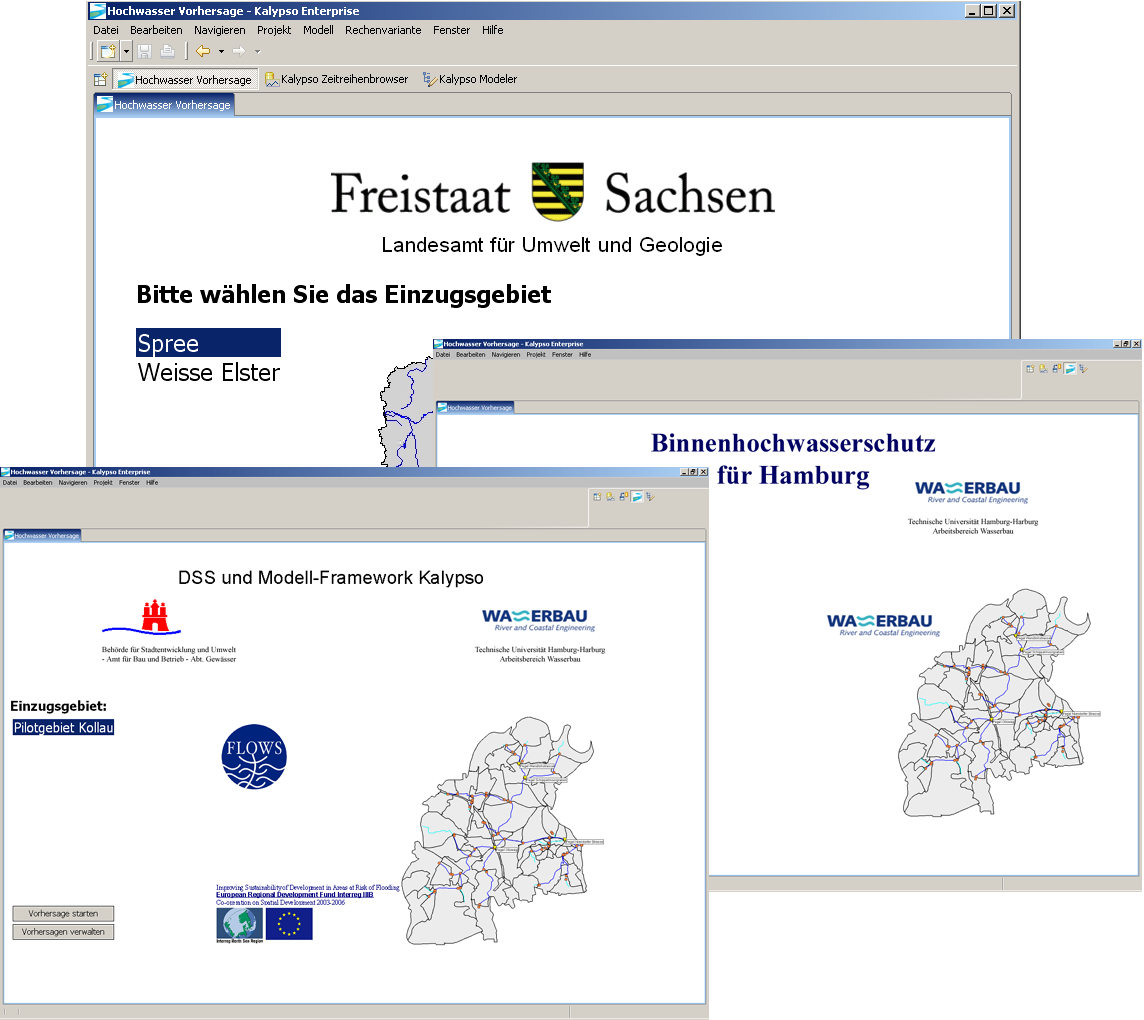 Hochwasser Vorhersage - Kalypso Enterprise
Datei Bearbeiten Navigieren Projekt Modell Rechenvariante Fenster Hilfe
Hochwasser Vorhersage Kalypso Zeitreihenbrowser Kalypso Modeler
Hochwasser Vorhersage
Freistaat Sachsen
Landesamt für Umwelt und Geologie
Bitte wählen Sie das Einzugsgebiet
Spree
Weisse Elster
Hochwasser Vorhersage - Kalypso Enterprise
Datei Bearbeiten Navigieren Projekt Fenster Hilfe
Hochwasser Vorhersage
Binnenhochwasserschutz
für Hamburg
WASSERBAU
River and Coastal Engineering
Technische Universität Hamburg-Harburg
Arbeitsbereich Wasserbau
WASSERBAU
River and Coastal Engineering
Hochwasser Vorhersage - Kalypso Enterprise
Datei Bearbeiten Navigieren Projekt Fenster Hilfe
Hochwasser Vorhersage
DSS und Modell-Framework Kalypso
Behörde für Stadtentwicklung und Umwelt
- Amt für Bau und Betrieb - Abt. Gewässer
WASSERBAU
River and Coastal Engineering
Technische Universität Hamburg-Harburg
Arbeitsbereich Wasserbau
Einzugsgebiet:
Pilotgebiet Kollau
FLOWS
Improving Sustainability of Development in Areas at Risk of Flooding
European Regional Development Fund Interreg IIIB
Co-operation on Spatial Development 2003-2006
Interreg North Sea Region
Vorhersage starten
Vorhersagen verwalten